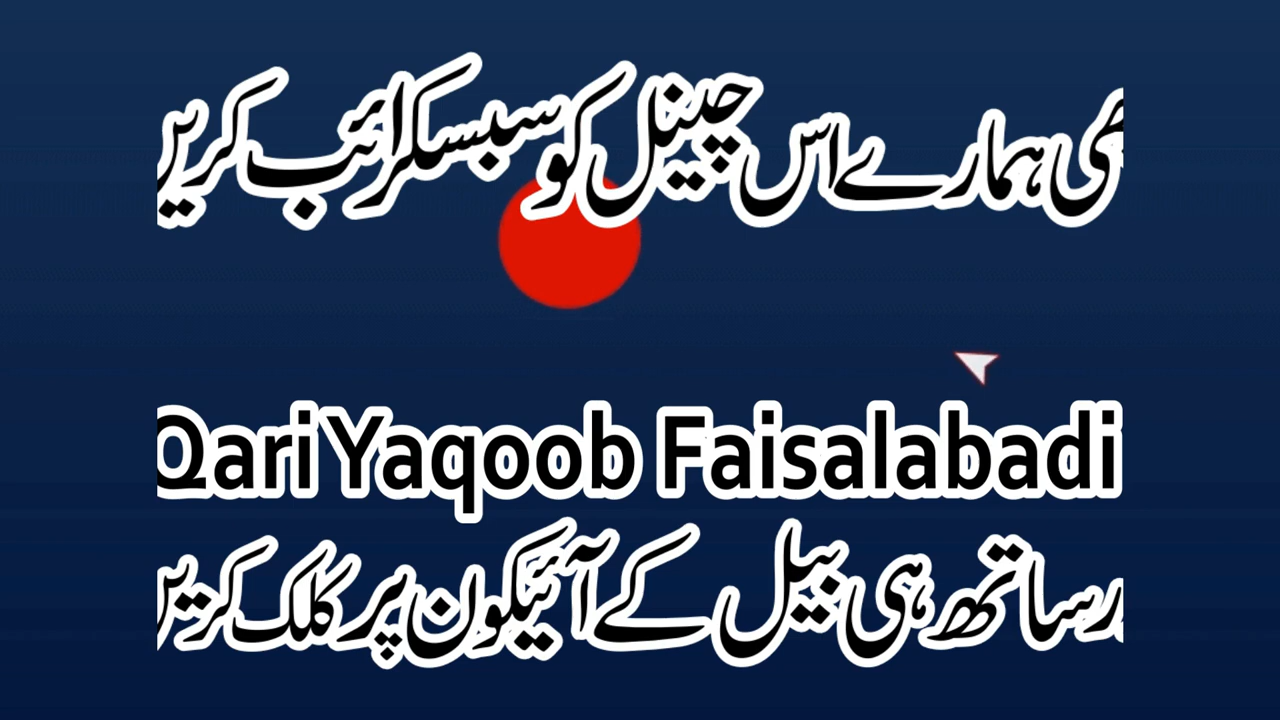 ہمارے اس چینل کو سبسکرائب کریں
Qari Yaqoob Faisalabadi
ساتھ ہی بیل کے آئیکون پر کلک کریں